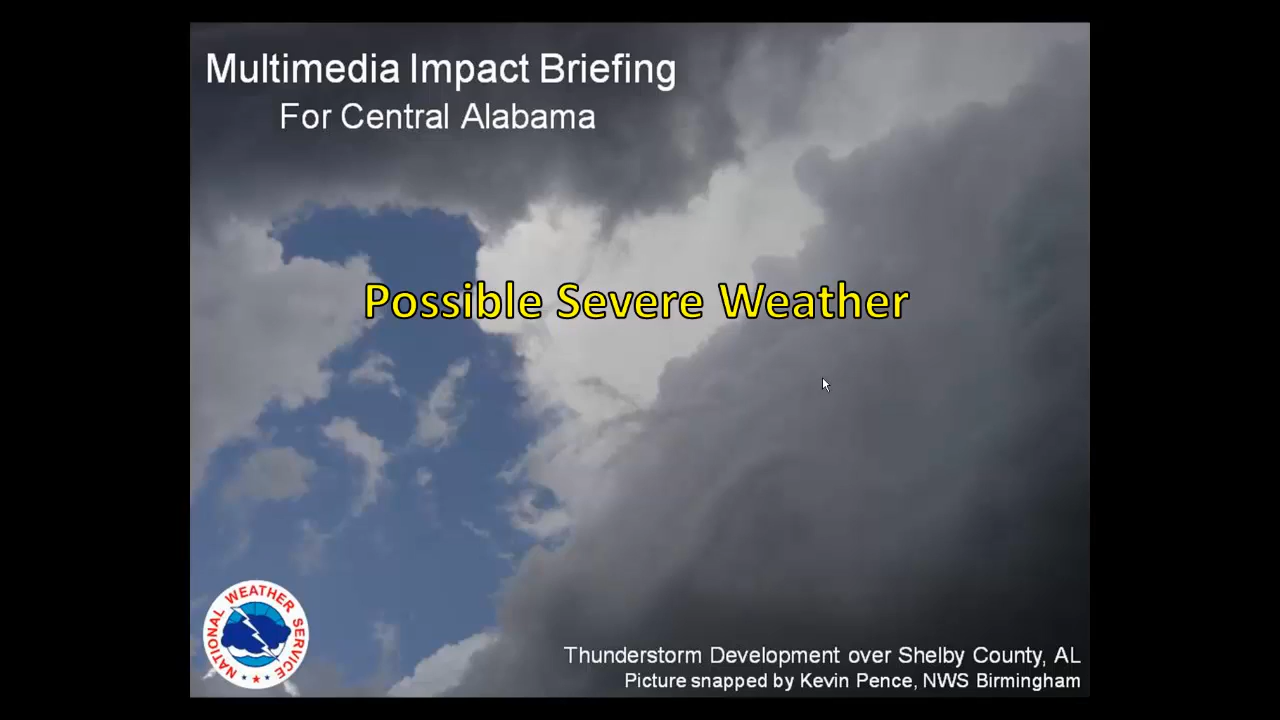 Multimedia Impact Briefing
For Central Alabama
Possible Severe Weather
NATIONAL WEATHER SERVICE
Thunderstorm Development over Shelby County, AL
Picture snapped by Kevin Pence, NWS Birmingham